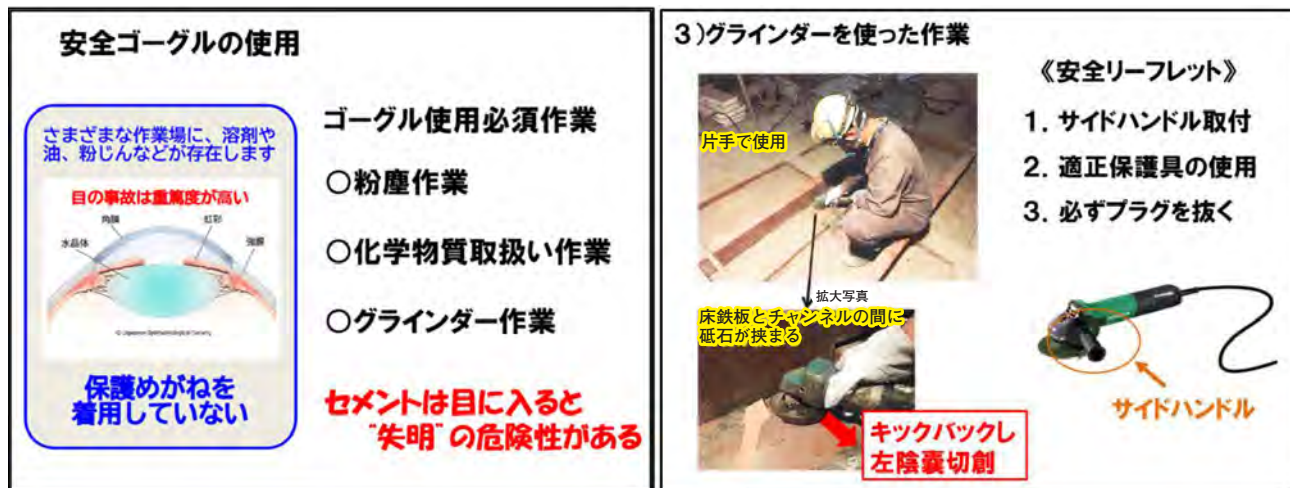 安全ゴーグルの使用
さまざまな作業場に、溶剤や
油、粉じんなどが存在します
目の事故は重篤度が高い
角膜
虹彩
水晶体
強膜
© Japanese Ophthalmological Society
保護めがねを
着用していない
ゴーグル使用必須作業
○粉塵作業
○化学物質取扱い作業
○グラインダー作業
セメントは目に入ると
"失明"の危険性がある
3)グラインダーを使った作業
片手で使用
拡大写真
床鉄板とチャンネルの間に
砥石が挟まる
キックバックし
左陰嚢切創
《安全リーフレット》
1. サイドハンドル取付
2. 適正保護具の使用
3. 必ずプラグを抜く
サイドハンドル